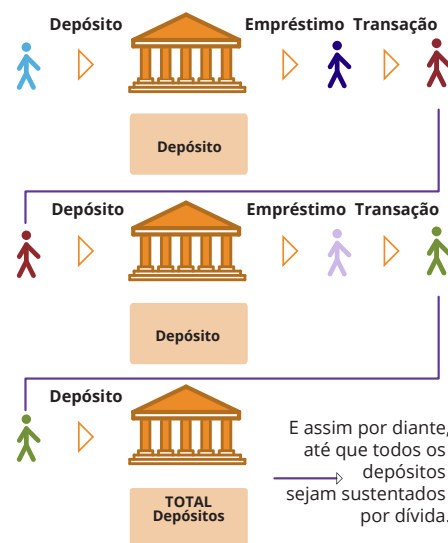 Depósito Empréstimo Transação
Depósito
Depósito Empréstimo Transação
Depósito
Depósito
E assim por diante,
até que todos os
depósitos
sejam sustentados
por dívida.
TOTAL
Depósitos